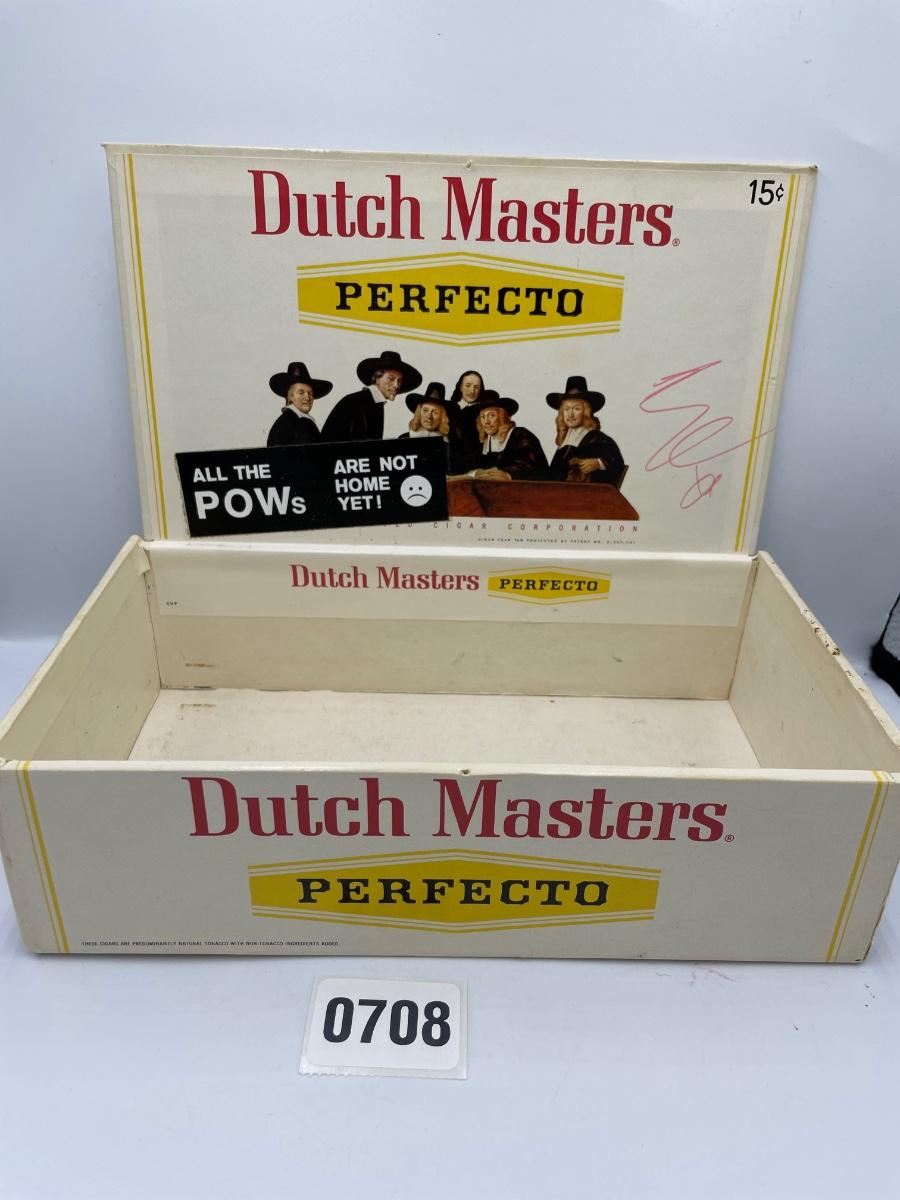 Dutch Masters®
15¢
PERFECTO
ALL THE
POWs
ARE NOT
HOME
YET!
CIGAR CORPORATION
Dutch Masters PERFECTO
Dutch Masters®
PERFECTO
THESE CIGARS ARE PREDOMINANTLY NATURAL TOBACCO WITH NON-TOBACCO INGREDIENTS ADDED.
0708